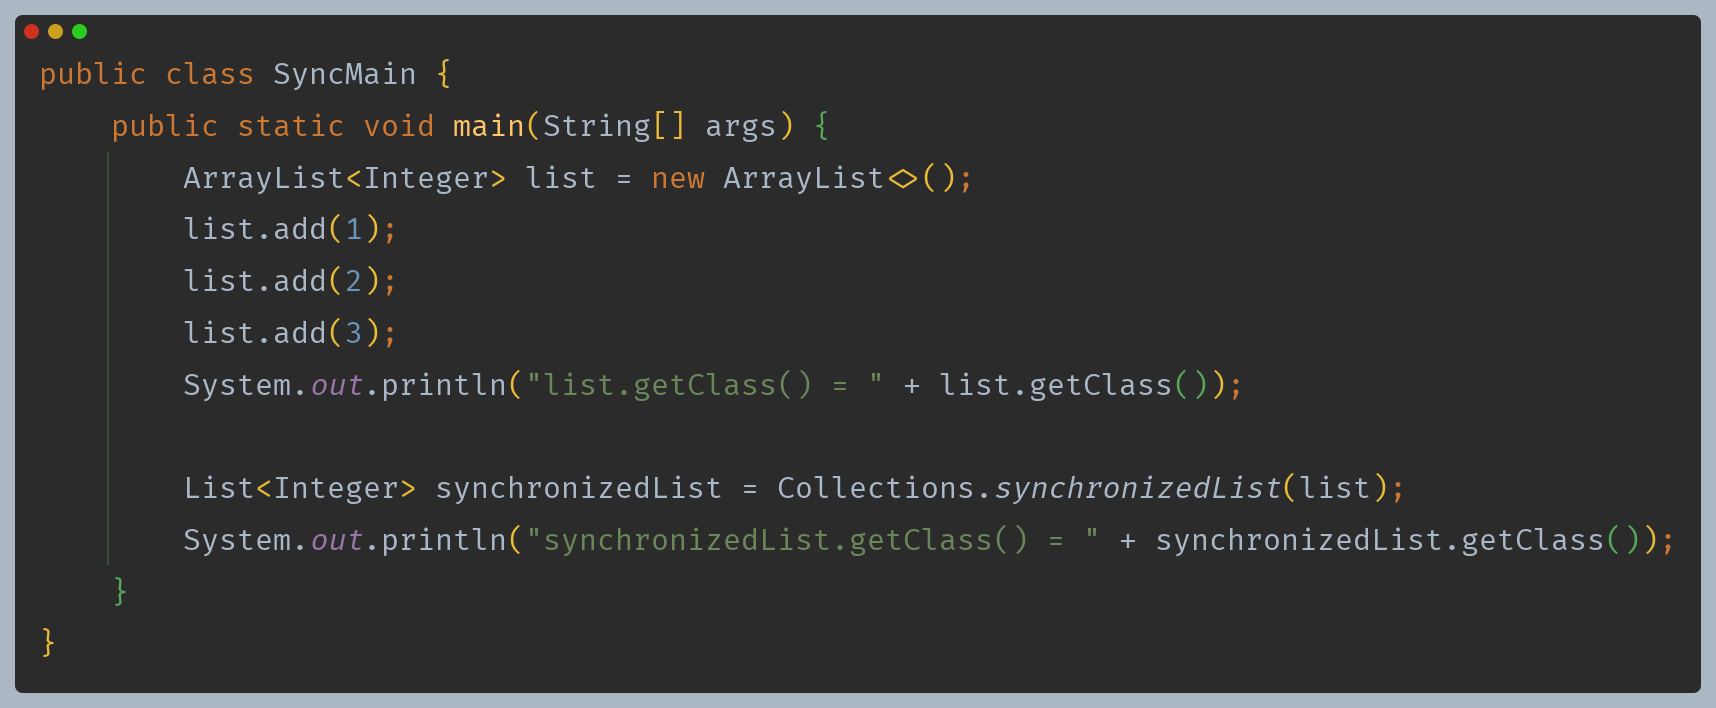 public class SyncMain {
    public static void main(String[] args) {
        ArrayList<Integer> list = new ArrayList<>();
        list.add(1);
        list.add(2);
        list.add(3);
        System.out.println("list.getClass() = " + list.getClass());

        List<Integer> synchronizedList = Collections.synchronizedList(list);
        System.out.println("synchronizedList.getClass() = " + synchronizedList.getClass());
    }
}